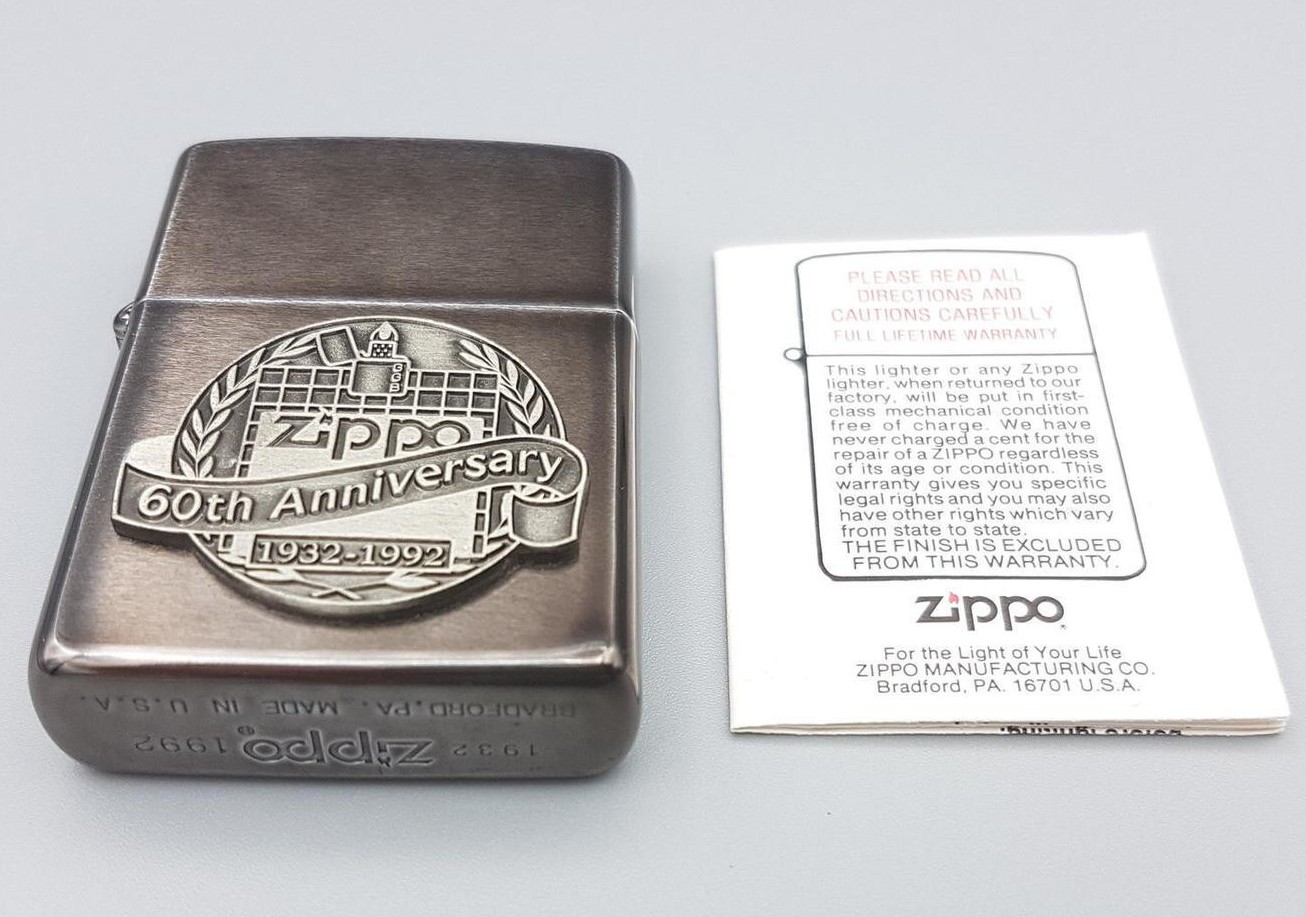 GGB
zippo
60th Anniversary
1932-1992
BRADFORD,PA. MADE IN U.S.A.
1932 zippo® 1992
PLEASE READ ALL
DIRECTIONS AND
CAUTIONS CAREFULLY
FULL LIFETIME WARRANTY
This lighter or any Zippo
lighter, when returned to our
factory, will be put in first-
class mechanical condition
free of charge. We have
never charged a cent for the
repair of a ZIPPO regardless
of its age or condition. This
warranty gives you specific
legal rights and you may also
have other rights which vary
from state to state.
THE FINISH IS EXCLUDED
FROM THIS WARRANTY.
zippo
For the Light of Your Life
ZIPPO MANUFACTURING CO.
Bradford, PA. 16701 U.S.A.